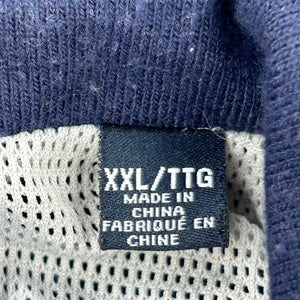 XXL/TTG
MADE IN
CHINA
FABRIQUÉ EN
CHINE